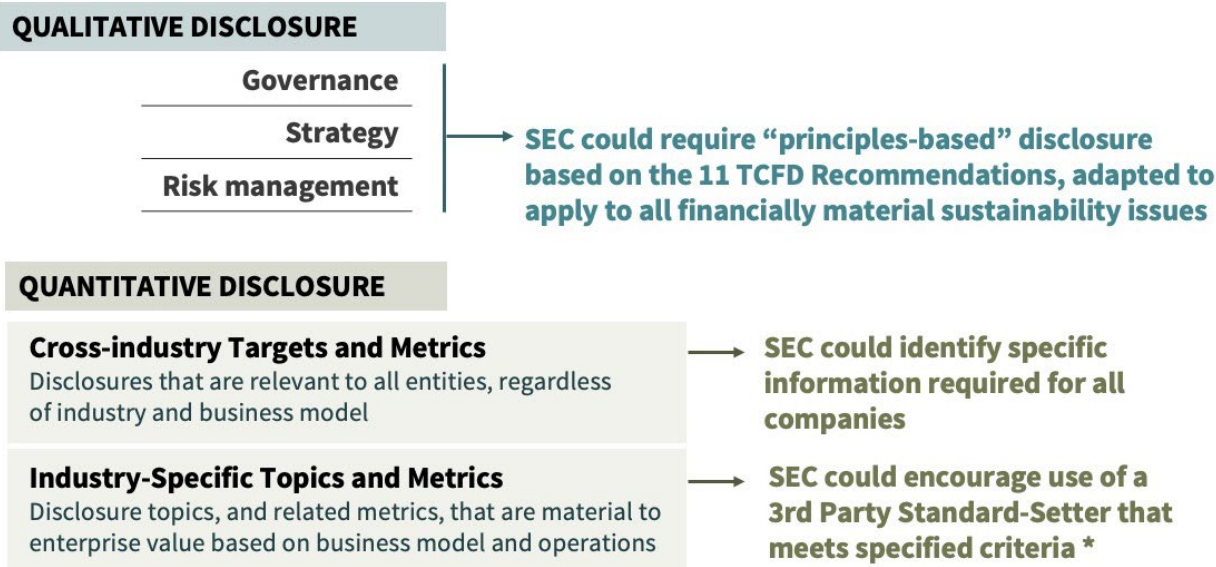 QUALITATIVE DISCLOSURE
Governance
Strategy
Risk management
SEC could require “principles-based” disclosure
based on the 11 TCFD Recommendations, adapted to
apply to all financially material sustainability issues
QUANTITATIVE DISCLOSURE
Cross-industry Targets and Metrics
Disclosures that are relevant to all entities, regardless
of industry and business model
SEC could identify specific
information required for all
companies
Industry-Specific Topics and Metrics
Disclosure topics, and related metrics, that are material to
enterprise value based on business model and operations
SEC could encourage use of a
3rd Party Standard-Setter that
meets specified criteria *